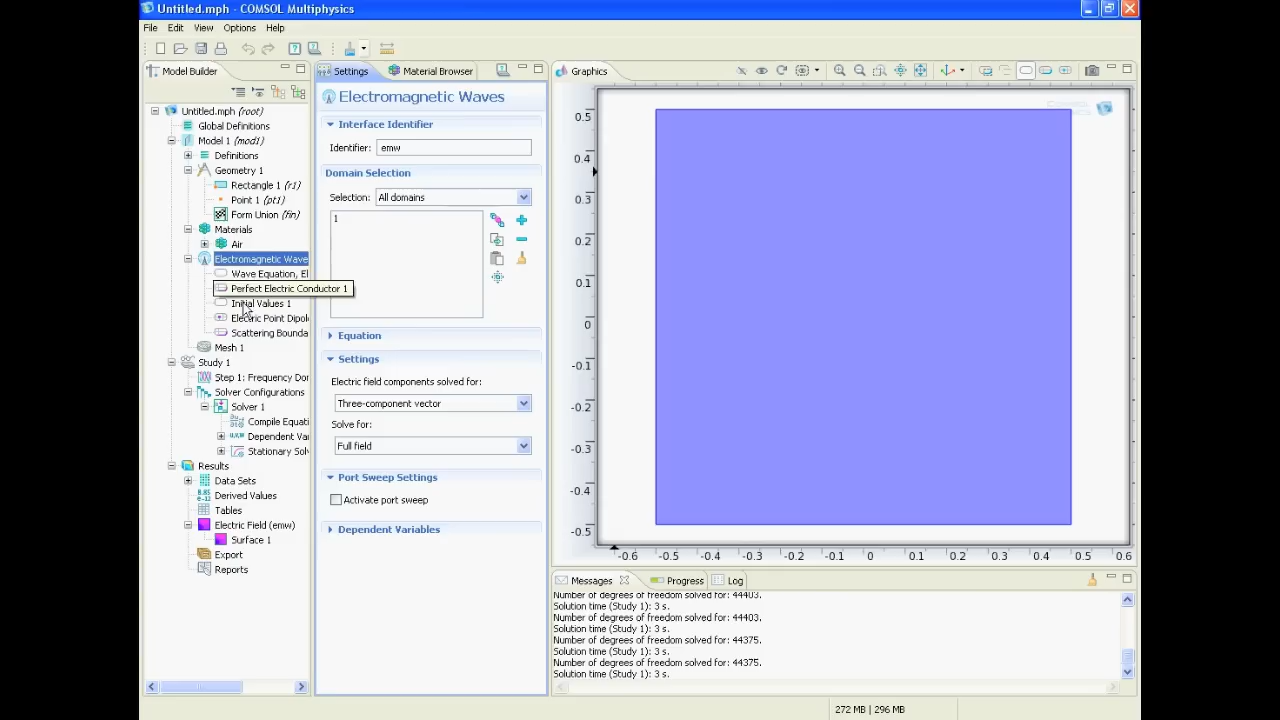 Untitled.mph - COMSOL Multiphysics
File Edit View Options Help
Model Builder
Untitled.mph (root)
Global Definitions
Model 1 (mod1)
Definitions
Geometry 1
Rectangle 1 (r1)
Point 1 (pt1)
Form Union (fin)
Materials
Air
Electromagnetic Wave
Wave Equation, El
Perfect Electric Conductor 1
Initial Values 1
Electric Point Dipol
Scattering Bounda
Mesh 1
Study 1
Step 1: Frequency Dor
Solver Configurations
Solver 1
Compile Equati
Dependent Var
Stationary Solv
Results
Data Sets
Derived Values
Tables
Electric Field (emw)
Surface 1
Export
Reports
Settings Material Browser
Electromagnetic Waves
Interface Identifier
Identifier: emw
Domain Selection
Selection: All domains
1
Equation
Settings
Electric field components solved for:
Three-component vector
Solve for:
Full field
Port Sweep Settings
Activate port sweep
Dependent Variables
Graphics
0.5
0.4
0.3
0.2
0.1
0
-0.1
-0.2
-0.3
-0.4
-0.5
-0.6 -0.5 -0.4 -0.3 -0.2 -0.1 0 0.1 0.2 0.3 0.4 0.5 0.6
Messages Progress Log
Number of degrees of freedom solved for: 44403.
Solution time (Study 1): 3 s.
Number of degrees of freedom solved for: 44403.
Solution time (Study 1): 3 s.
Number of degrees of freedom solved for: 44375.
Solution time (Study 1): 3 s.
Number of degrees of freedom solved for: 44375.
Solution time (Study 1): 3 s.
272 MB | 296 MB